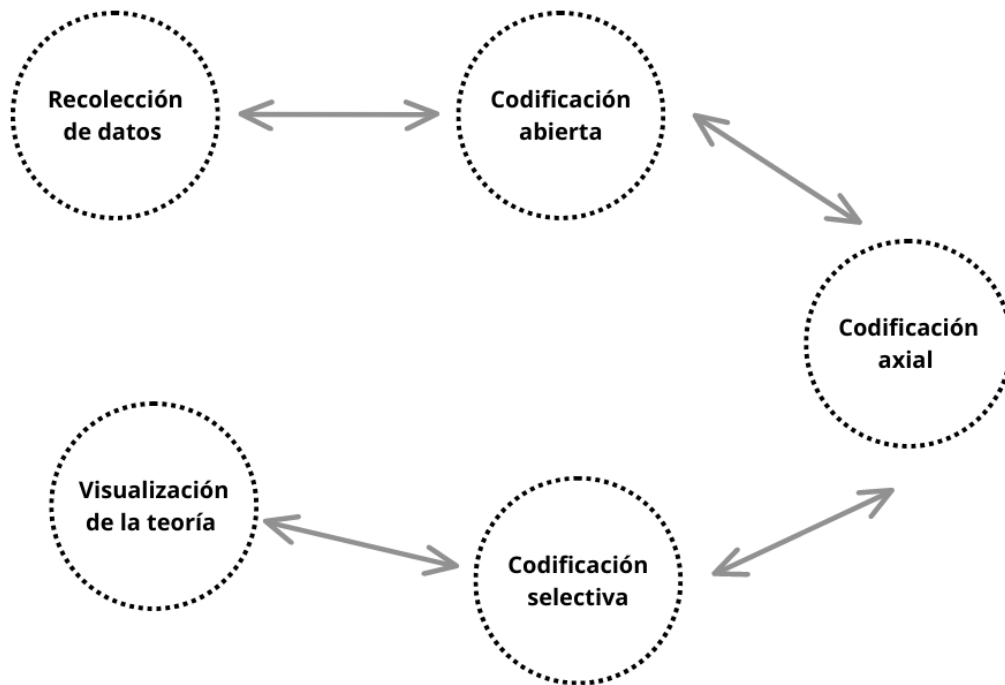 Recolección
de datos
Codificación
abierta
Codificación
axial
Codificación
selectiva
Visualización
de la teoría